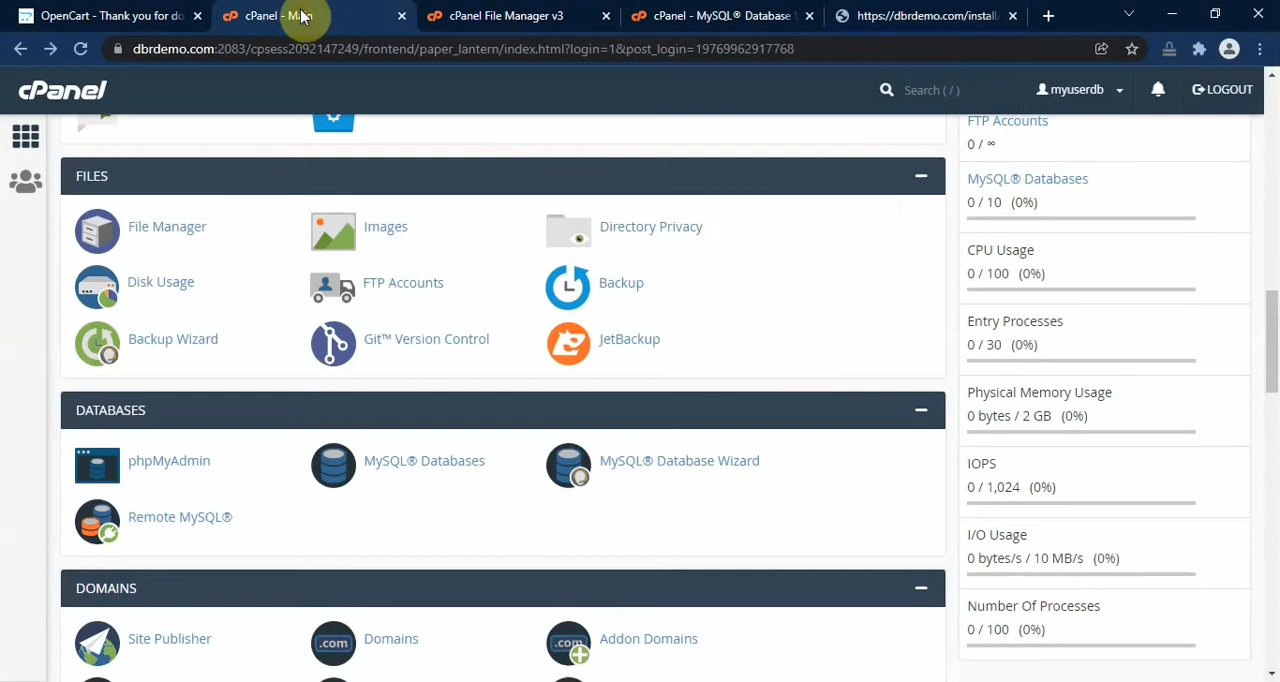 OpenCart - Thank you for do
cPanel - Main
cPanel File Manager v3
cPanel - MySQL® Database
https://dbrdemo.com/install/
dbrdemo.com:2083/cpsess2092147249/frontend/paper_lantern/index.html?login=1&post_login=19769962917768
cPanel
Search ( / )
myuserdb
LOGOUT
FTP Accounts
0 / ∞
FILES
MySQL® Databases
0 / 10 (0%)
File Manager
Images
Directory Privacy
CPU Usage
0 / 100 (0%)
Disk Usage
FTP Accounts
Backup
Entry Processes
0 / 30 (0%)
Backup Wizard
Git™ Version Control
JetBackup
Physical Memory Usage
0 bytes / 2 GB (0%)
DATABASES
phpMyAdmin
MySQL® Databases
MySQL® Database Wizard
IOPS
0 / 1,024 (0%)
Remote MySQL®
I/O Usage
0 bytes/s / 10 MB/s (0%)
DOMAINS
Number Of Processes
0 / 100 (0%)
Site Publisher
.com
Domains
.com
Addon Domains